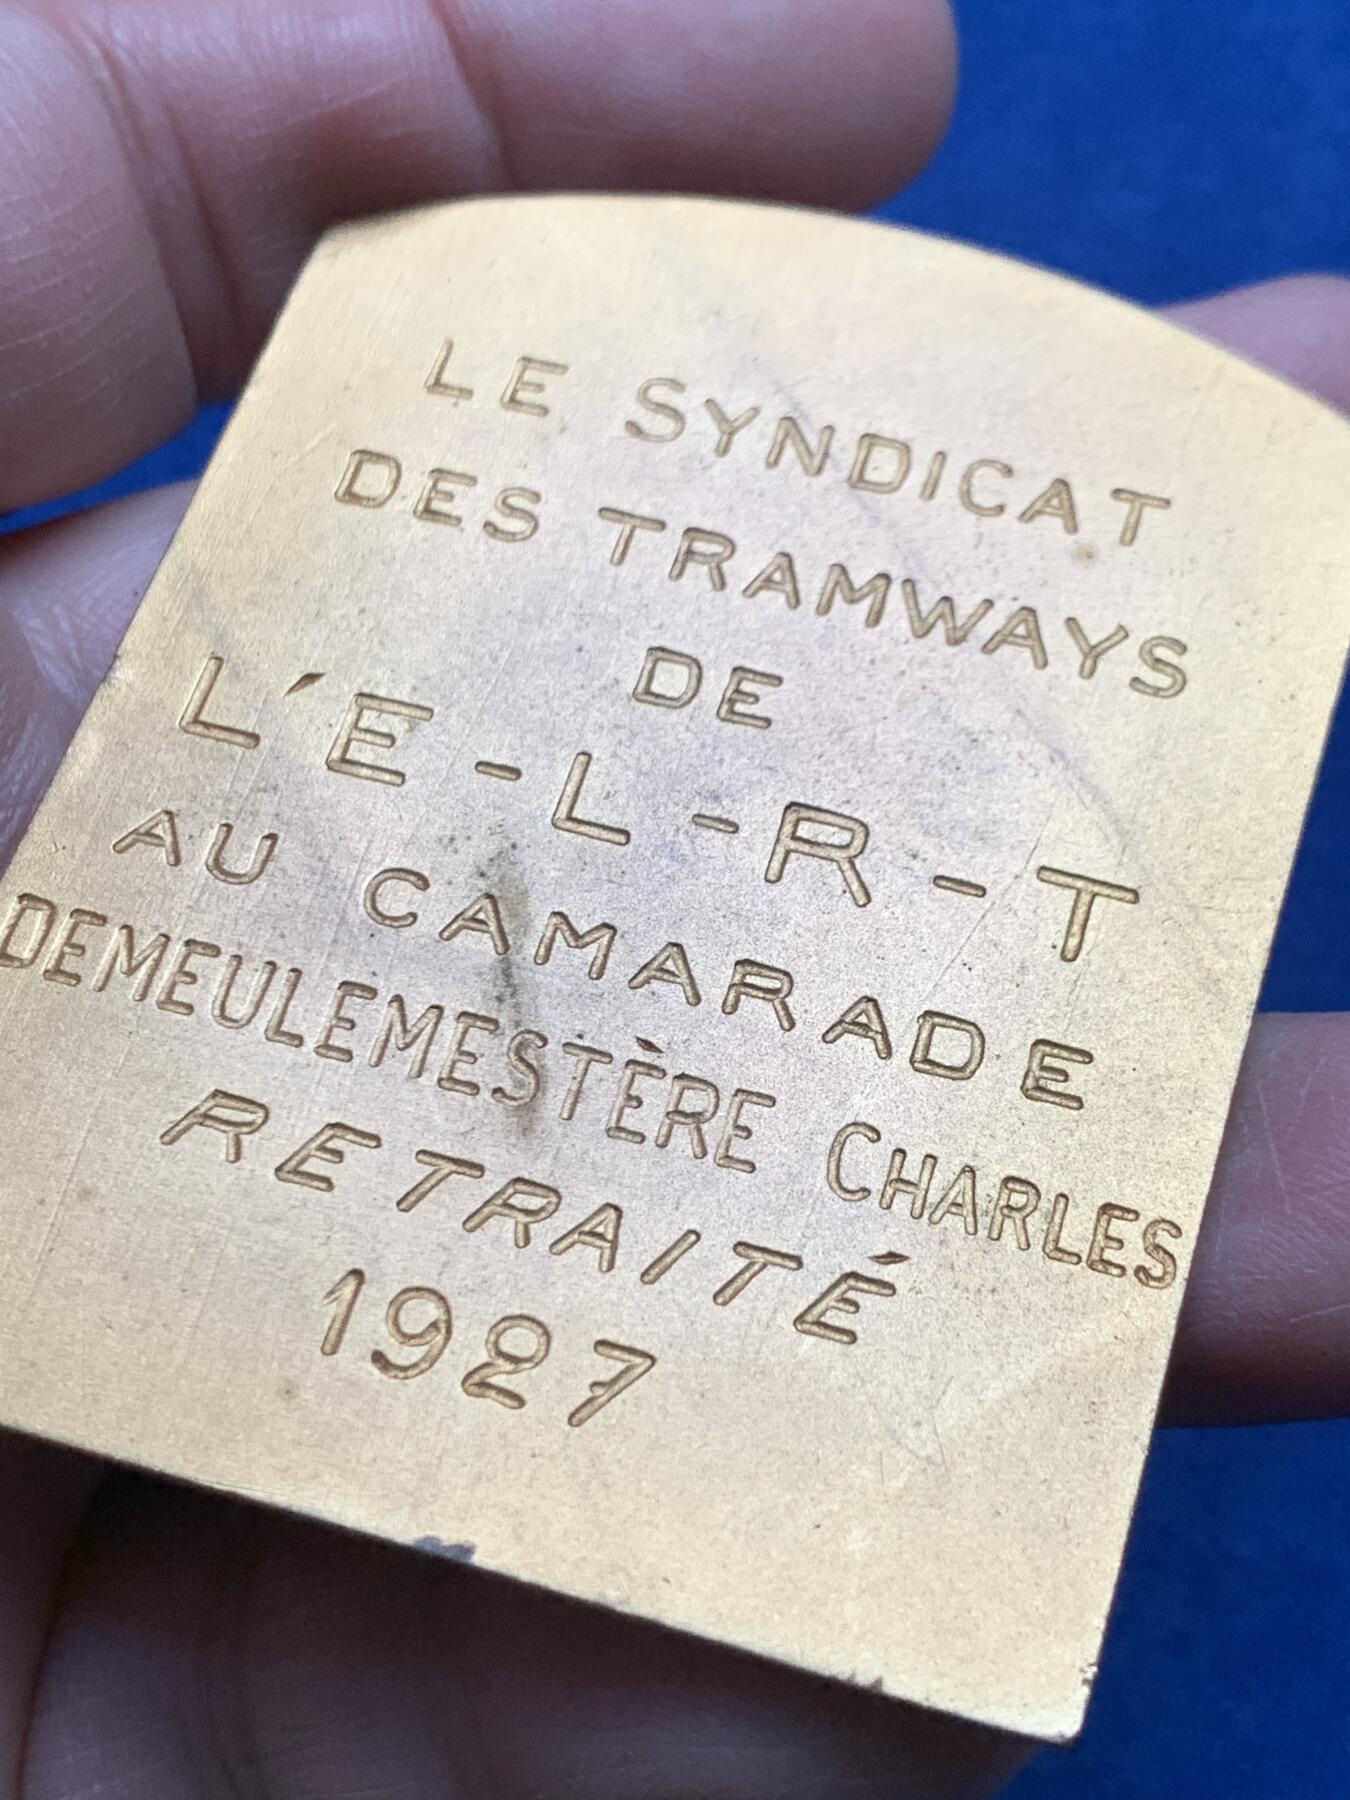 LE SYNDICAT
DES TRAMWAYS
DE
L'E-L-R-T
AU CAMARADE
DEMEULEMESTÈRE CHARLES
RETRAITÉ
1927